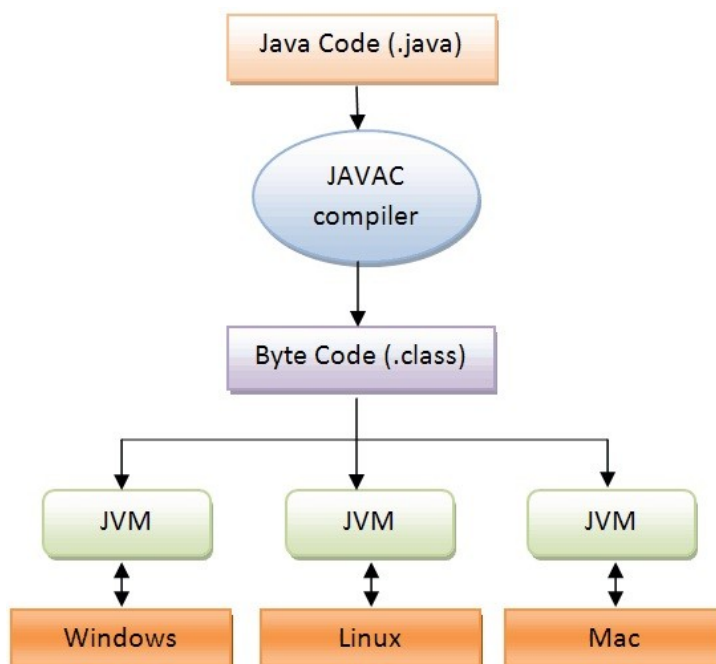 Java Code (.java)
JAVAC
compiler
Byte Code (.class)
JVM
JVM
JVM
Windows
Linux
Mac